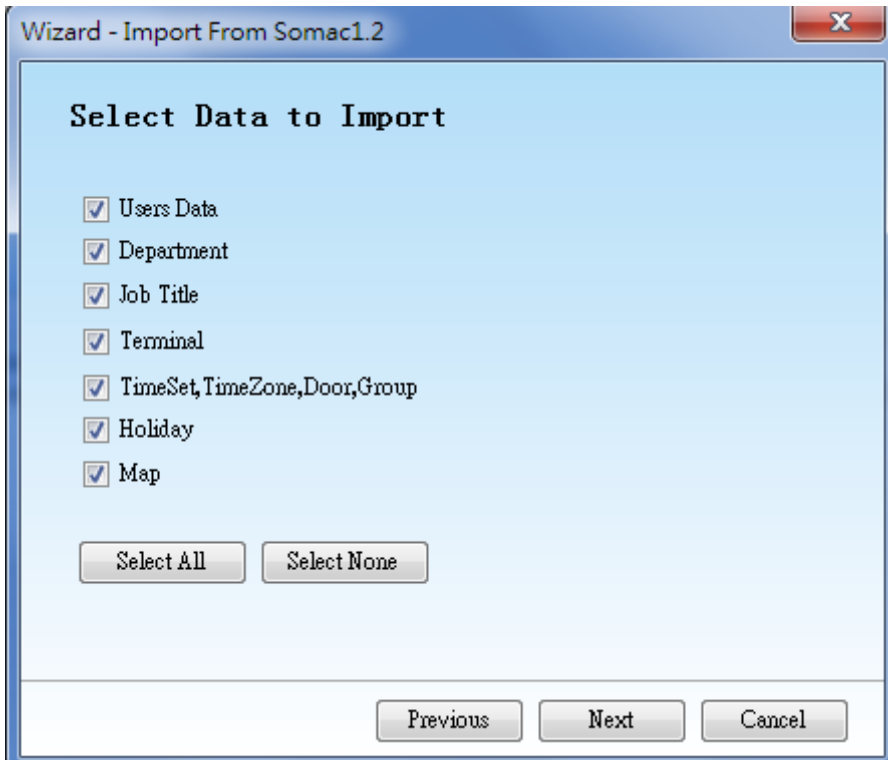 Wizard - Import From Somac1.2
Select Data to Import
Users Data
Department
Job Title
Terminal
TimeSet,TimeZone,Door,Group
Holiday
Map
Select All Select None
Previous Next Cancel